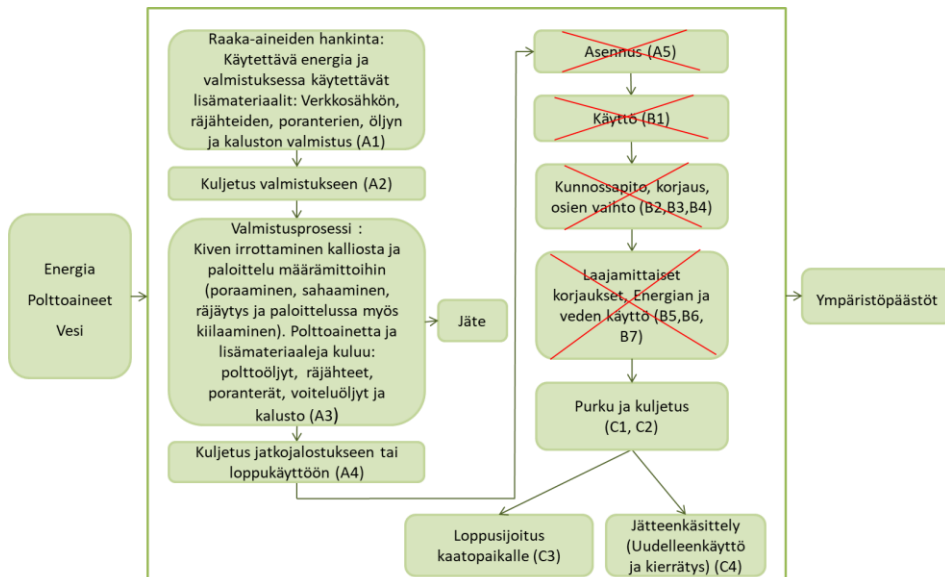 Energia
Polttoaineet
Vesi
Raaka-aineiden hankinta:
Käytettävä energia ja
valmistuksessa käytettävät
lisämateriaalit: Verkkosähkön,
räjähteiden, poranterien, öljyn
ja kaluston valmistus (A1)
Kuljetus valmistukseen (A2)
Valmistusprosessi :
Kiven irrottaminen kalliosta ja
paloittelu määrämittoihin
(poraaminen, sahaaminen,
räjäytys ja paloittelussa myös
kiilaaminen). Polttoainetta ja
lisämateriaaleja kuluu:
polttoöljyt, räjähteet,
poranterät, voiteluöljyt ja
kalusto (A3)
Jäte
Kuljetus jatkojalostukseen tai
loppukäyttöön (A4)
Asennus (A5)
Käyttö (B1)
Kunnossapito, korjaus,
osien vaihto (B2,B3,B4)
Laajamittaiset
korjaukset, Energian ja
veden käyttö (B5,B6,
B7)
Purku ja kuljetus
(C1, C2)
Loppusijoitus
kaatopaikalle (C3)
Jätteenkäsittely
(Uudelleenkäyttö
ja kierrätys) (C4)
Ympäristöpäästöt